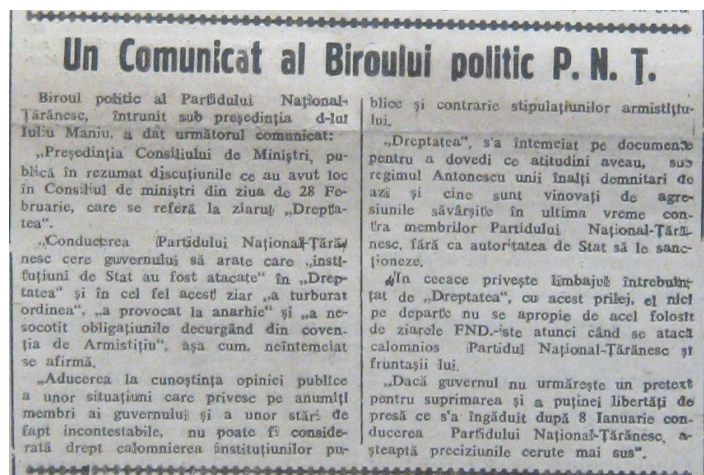 Un Comunicat al Biroului politic P. N. Ț.
Biroul politic al Partidului Național-
Țărănesc, întrunit sub președinția d-lui
Iuliu Maniu, a dat următorul comunicat:
„Președinția Consiliului de Miniștri, pu-
blică în rezumat discuțiunile ce au avut loc
în Consiliul de miniștri din ziua de 28 Fe-
bruarie, care se referă la ziarul „Drepta-
tea".
„Conducerea Partidului Național-Țără-
nesc cere guvernului să arate care „insti-
tuțiuni de Stat au fost atacate" în „Drep-
tatea" și în cel fel acest ziar „a turburat
ordinea", „a provocat la anarhie" și „a ne-
socotit obligațiunile decurgând din coven-
ția de Armistițiu", așa cum, neîntemeiat
se afirmă.
„Aducerea la cunoștința opiniei publice
a unor situațiuni care privesc pe anumiți
membri ai guvernului și a unor stări de
fapt incontestabile, nu poate fi conside-
rată drept calomnierea instituțiunilor pu-
blice și contrarie stipulațiunilor armistițiu-
lui.
„Dreptatea", s'a întemeiat pe documente
pentru a dovedi ce atitudini aveau, sub
regimul Antonescu unii înalți demnitari de
azi și cine sunt vinovați de agre-
siunile săvârșite în ultima vreme con-
tra membrilor Partidului Național-Țără-
nesc, fără ca autoritatea de Stat să le sanc-
ționeze.
„In ceeace privește limbajul întrebuin-
țat de „Dreptatea", cu acest prilej, el nici
pe departe nu se apropie de acel folosit
de ziarele FND.-iste atunci când se atacă
calomnios Partidul Național-Țărănesc și
fruntașii lui.
„Dacă guvernul nu urmărește un pretext
pentru suprimarea și a puținei libertăți de
presă ce s'a îngăduit după 8 Ianuarie con-
ducerea Partidului Național-Țărănesc, a-
șteaptă preciziunile cerute mai sus".